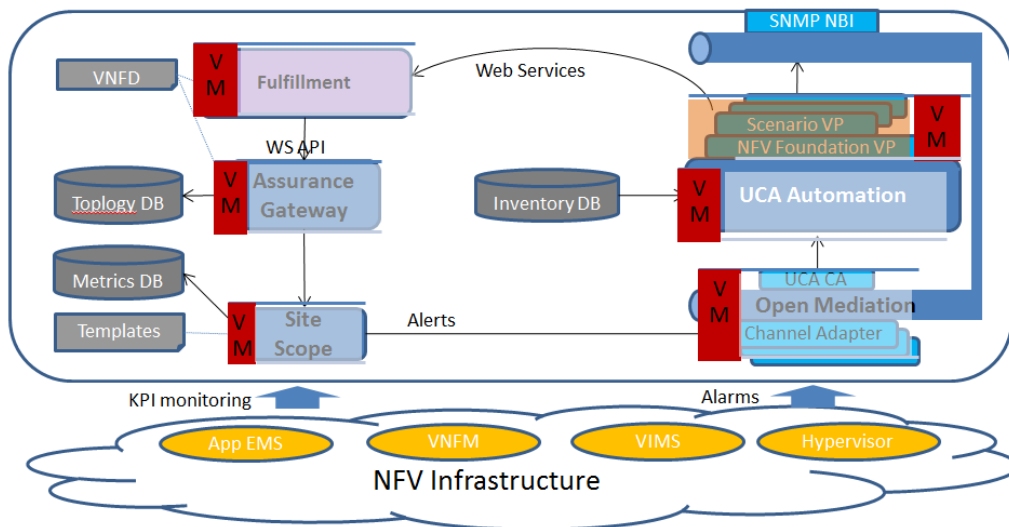 SNMP NBI
V
M
VNFD
Fulfillment
Web Services
V
M
Scenario VP
NFV Foundation VP
WS API
V
M
Assurance
Gateway
Toplogy DB
Inventory DB
V
M
UCA Automation
Metrics DB
UCA CA
V
M
Open Mediation
Templates
V
M
Site
Scope
Alerts
Channel Adapter
KPI monitoring
Alarms
App EMS
VNFM
VIMS
Hypervisor
NFV Infrastructure